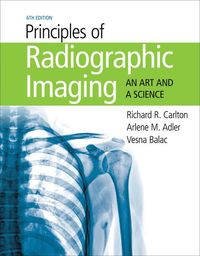 6TH EDITION
Principles of
Radiographic
Imaging
AN ART AND
A SCIENCE
Richard R. Carlton
Arlene M. Adler
Vesna Balac